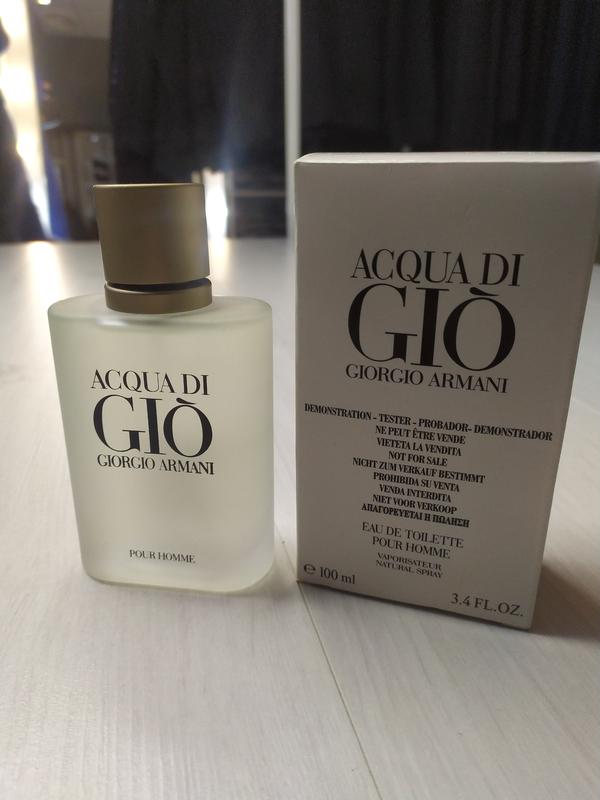 ACQUA DI
GIÒ
GIORGIO ARMANI
POUR HOMME
ACQUA DI
GIÒ
GIORGIO ARMANI
DEMONSTRATION - TESTER - PROBADOR- DEMONSTRADOR
NE PEUT ÊTRE VENDE
VIETETA LA VENDITA
NOT FOR SALE
NICHT ZUM VERKAUF BESTIMMT
PROHIBIDA SU VENTA
VENDA INTERDITA
NIET VOOR VERKOOP
ΑΠΑΓΟΡΕΥΕΤΑΙ Η ΠΩΛΗΣΗ
EAU DE TOILETTE
POUR HOMME
VAPORISATEUR
NATURAL SPRAY
℮ 100 ml
3.4 FL.OZ.